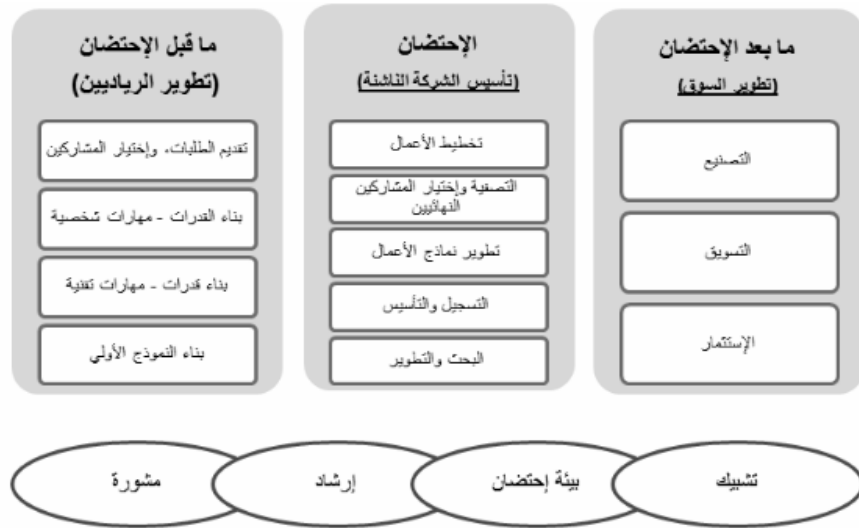 ما قبل الإحتضان
(تطوير الرياديين)
تقديم الطلبات، وإختيار المشاركين
بناء القدرات - مهارات شخصية
بناء قدرات - مهارات تقنية
بناء النموذج الأولي
الإحتضان
(تأسيس الشركة الناشئة)
تخطيط الأعمال
التصفية وإختيار المشاركين
النهائيين
تطوير نماذج الأعمال
التسجيل والتأسيس
البحث والتطوير
ما بعد الإحتضان
(تطوير السوق)
التصنيع
التسويق
الإستثمار
مشورة
إرشاد
بيئة إحتضان
تشبيك